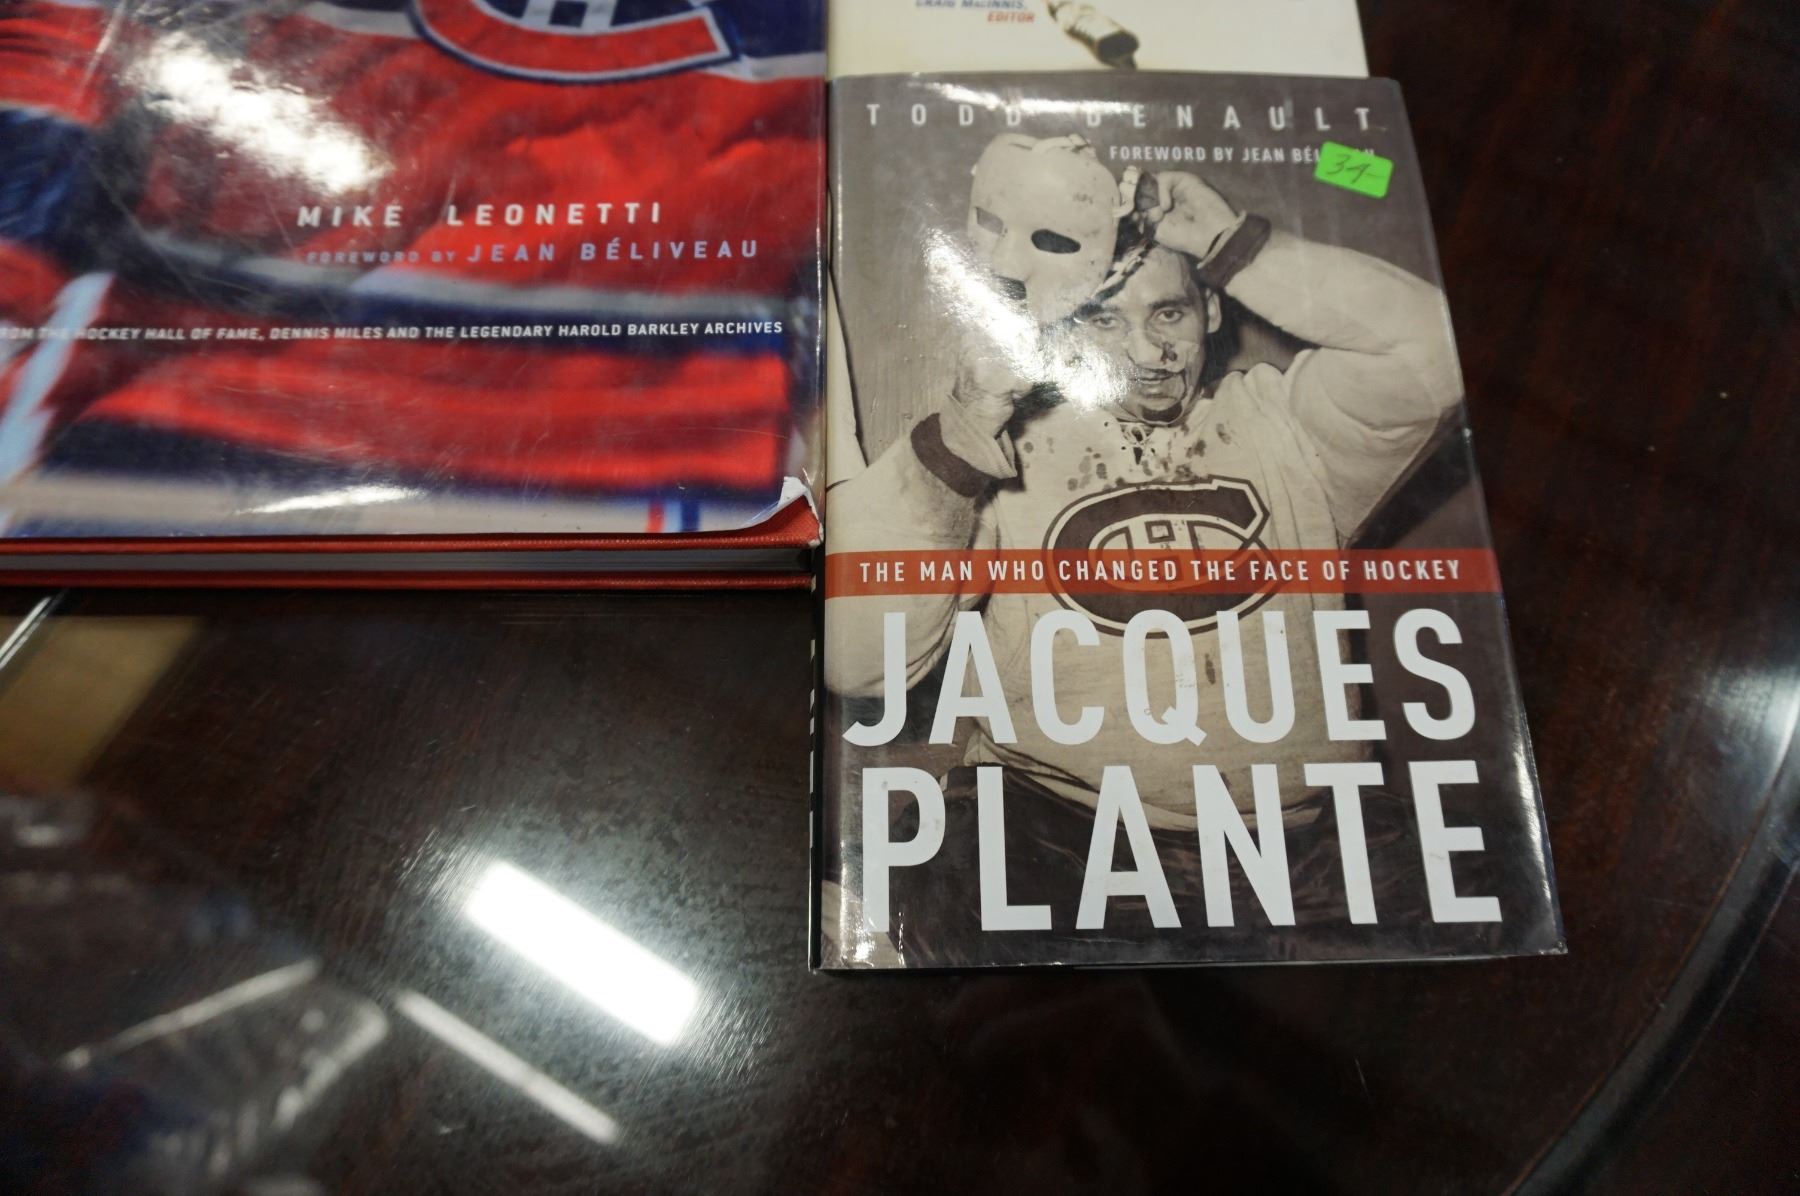 MIKE LEONETTI
FOREWORD BY JEAN BÉLIVEAU
FROM THE HOCKEY HALL OF FAME, DENNIS MILES AND THE LEGENDARY HAROLD BARKLEY ARCHIVES
CRAIG MACINNIS,
EDITOR
TODD DENAULT
FOREWORD BY JEAN
34-
THE MAN WHO CHANGED THE FACE OF HOCKEY
JACQUES
PLANTE